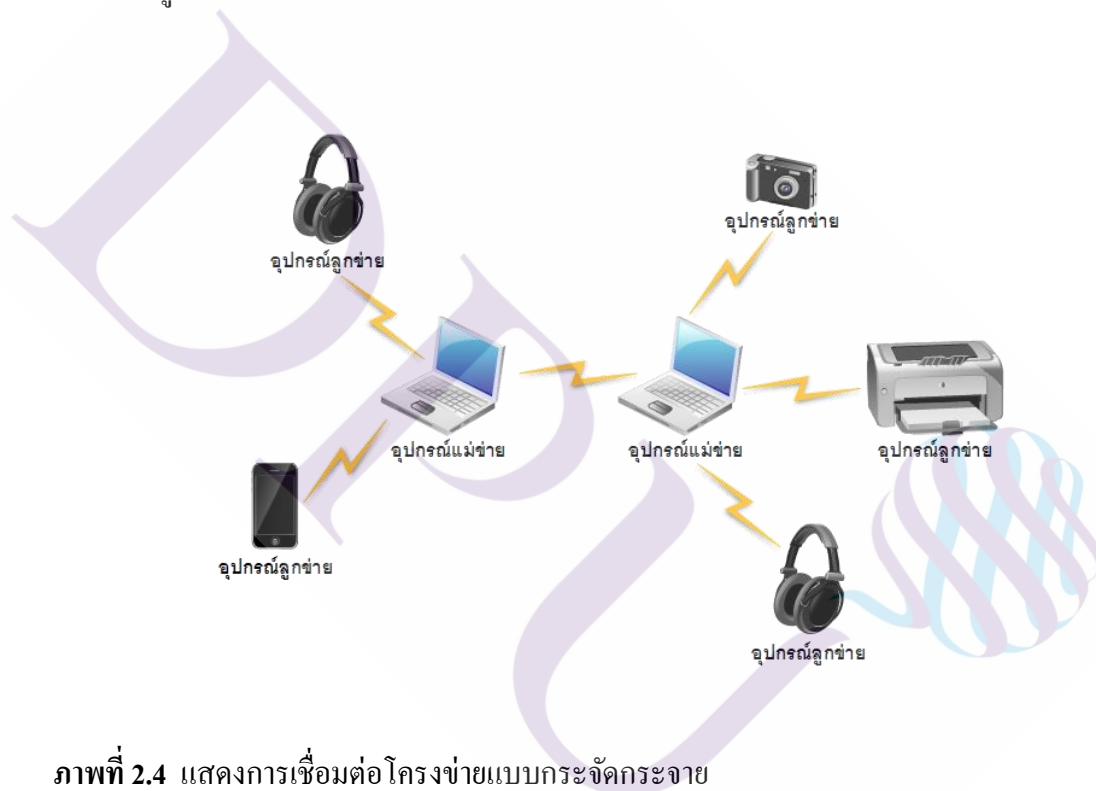 อุปกรณ์ลูกข่าย
อุปกรณ์ลูกข่าย
อุปกรณ์แม่ข่าย
อุปกรณ์แม่ข่าย
อุปกรณ์ลูกข่าย
อุปกรณ์ลูกข่าย
อุปกรณ์ลูกข่าย
DPU
ภาพที่ 2.4 แสดงการเชื่อมต่อโครงข่ายแบบกระจัดกระจาย